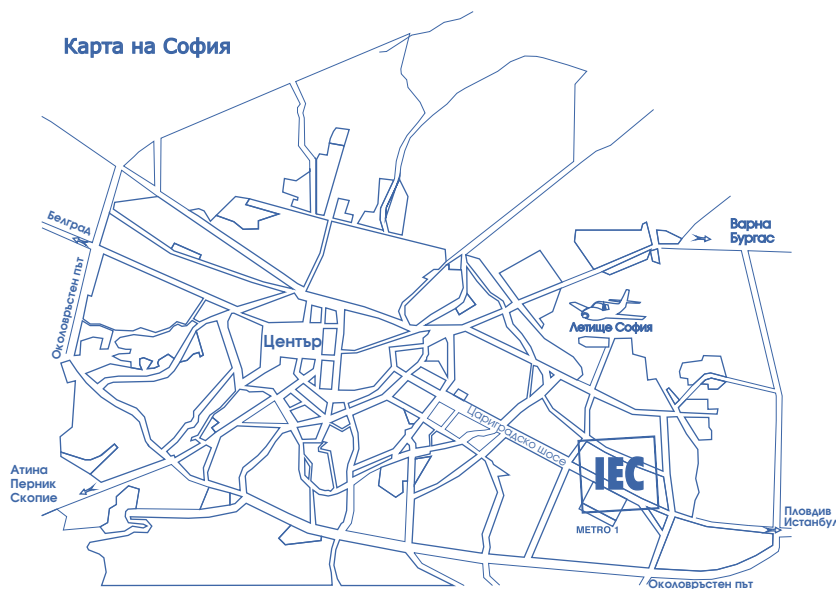 Карта на София
Белград
Варна
Бургас
Околовръстен път
Летище София
Център
Цариградско шосе
IEC
Атина
Перник
Скопие
METRO 1
Пловдив
Истанбул
Околовръстен път